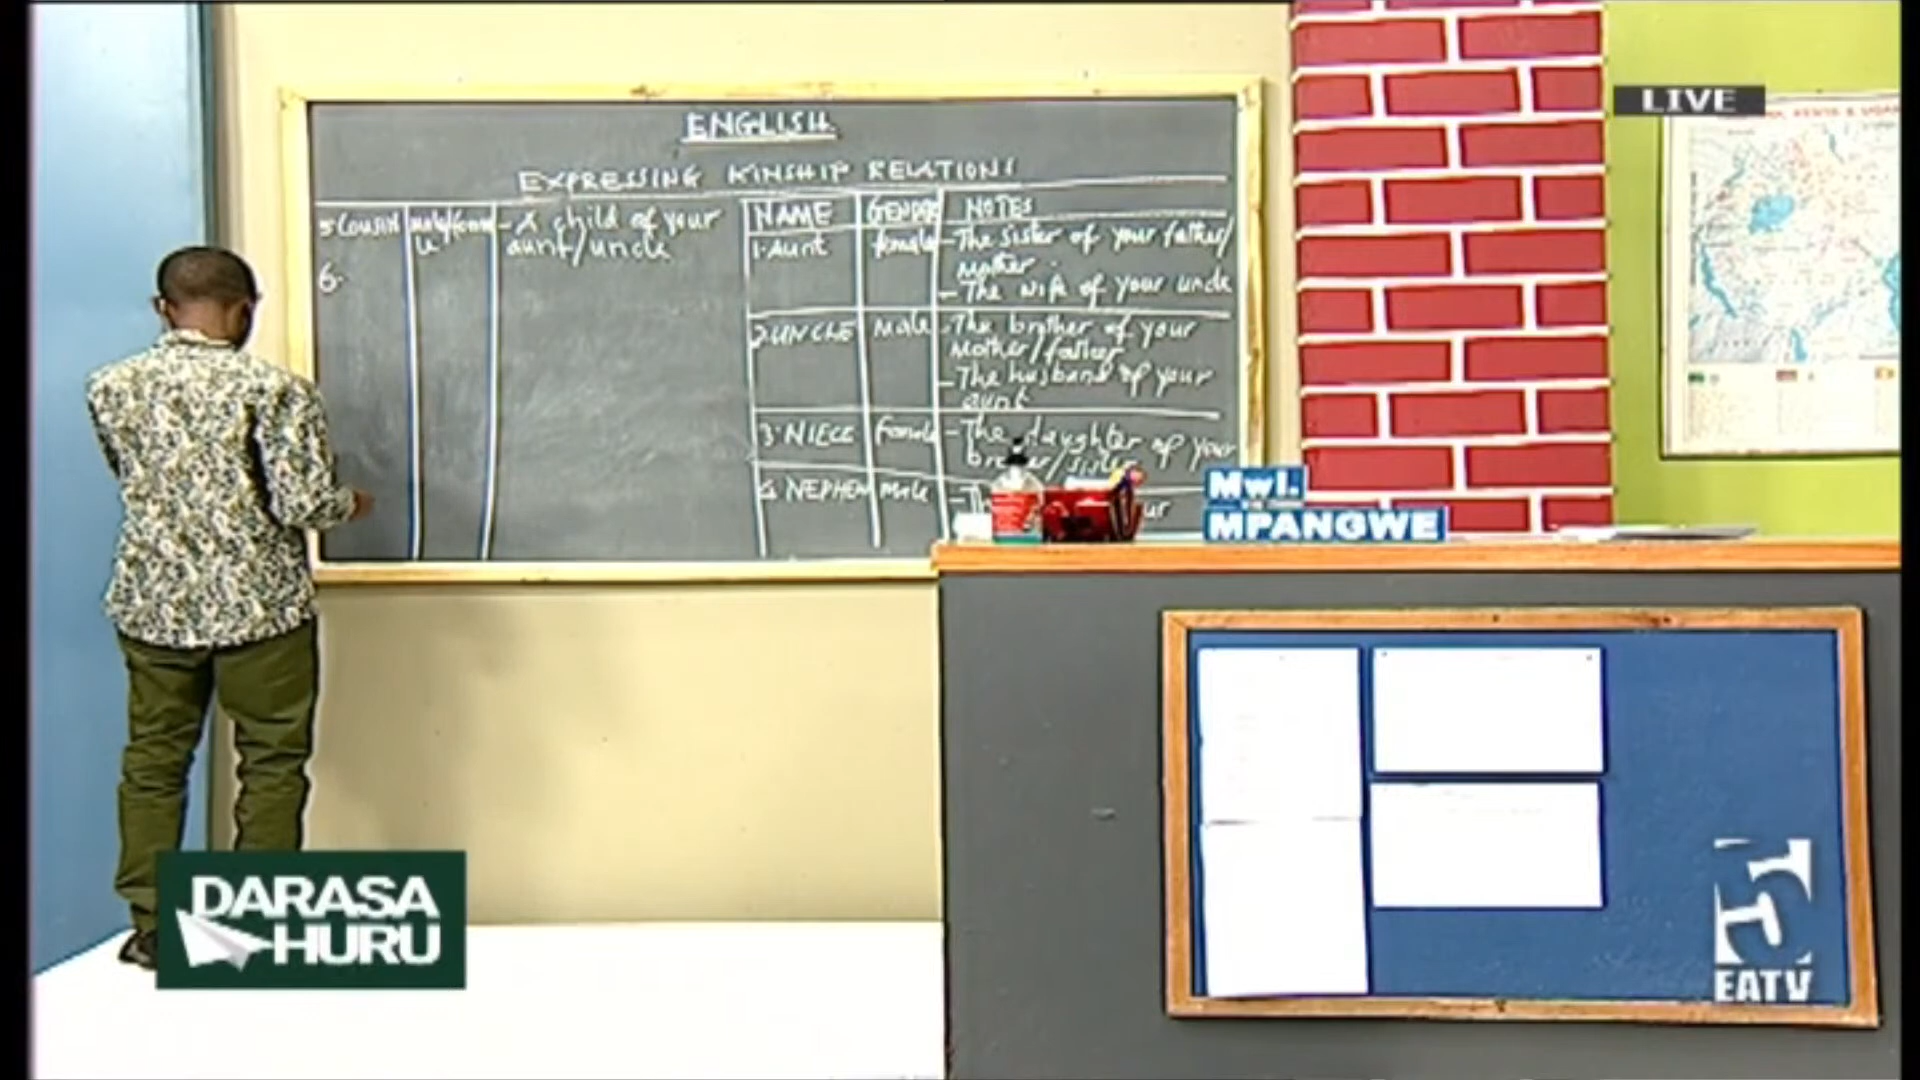 ENGLISH
EXPRESSING KINSHIP RELATIONS
NAME GENDER NOTES
1. Aunt female - The sister of your father/
mother
- The wife of your uncle
2. UNCLE Male - The brother of your
Mother/father
- The husband of your
aunt
3. NIECE female - The daughter of your
brother/sister
4 NEPHEW Male
5 COUSIN male/female - A child of your
aunt/uncle
6.
LIVE
Mwl.
MPANGWE
DARASA
HURU
5
EATV